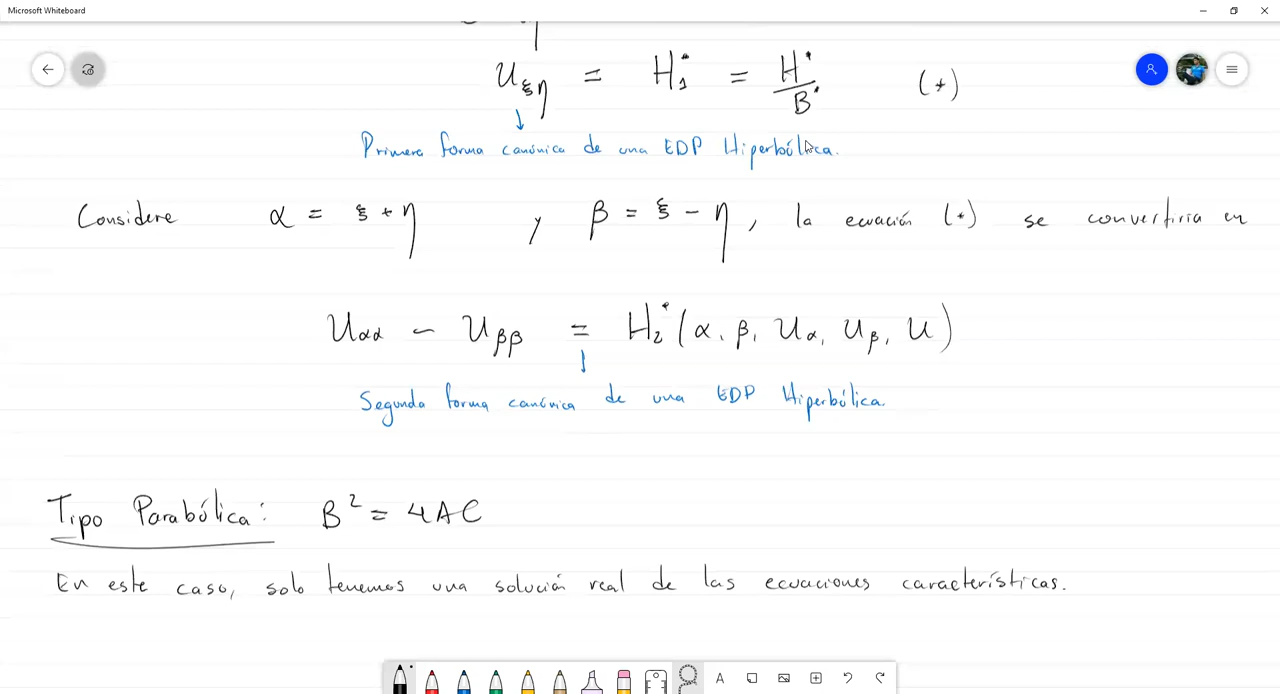 Microsoft Whiteboard
u_ξη = H₁* = H*/B* (*)
Primera forma canónica de una EDP Hiperbólica.
Considere α = ξ + η y β = ξ - η, la ecuación (*) se convertiría en
u_αα - u_ββ = H₂*(α, β, u_α, u_β, u)
Segunda forma canónica de una EDP Hiperbólica.
Tipo Parabólica: B² = 4AC
En este caso, solo tenemos una solución real de las ecuaciones características.